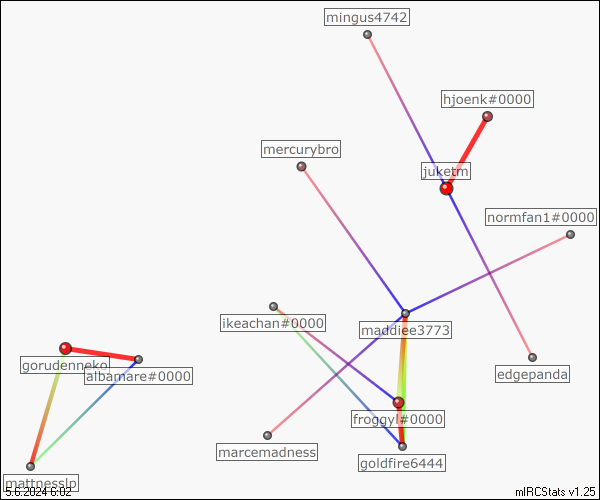 mingus4742
hjoenk#0000
mercurybro
juketm
normfan1#0000
ikeachan#0000
maddiee3773
gorudenneko
albamare#0000
edgepanda
froggyl#0000
marcemadness
goldfire6444
mattnesslp
5.6.2024 6:02
mIRCStats v1.25